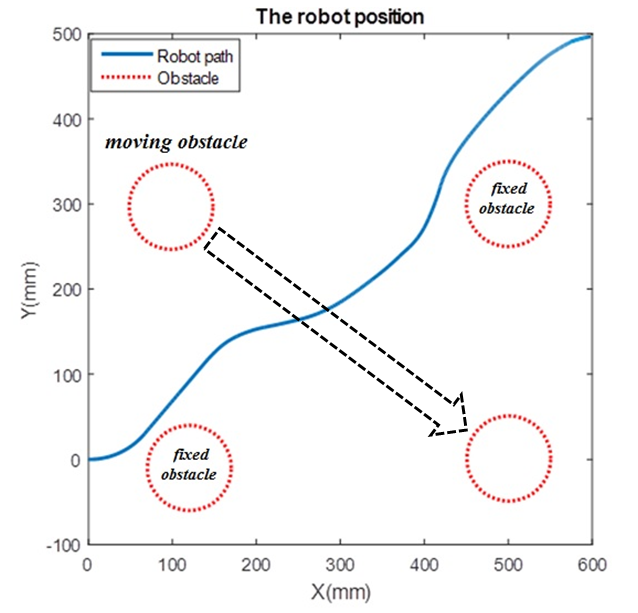 The robot position
Robot path
Obstacle
moving obstacle
fixed
obstacle
fixed
obstacle
500
400
300
200
100
0
-100
0
100
200
300
400
500
600
Y(mm)
X(mm)